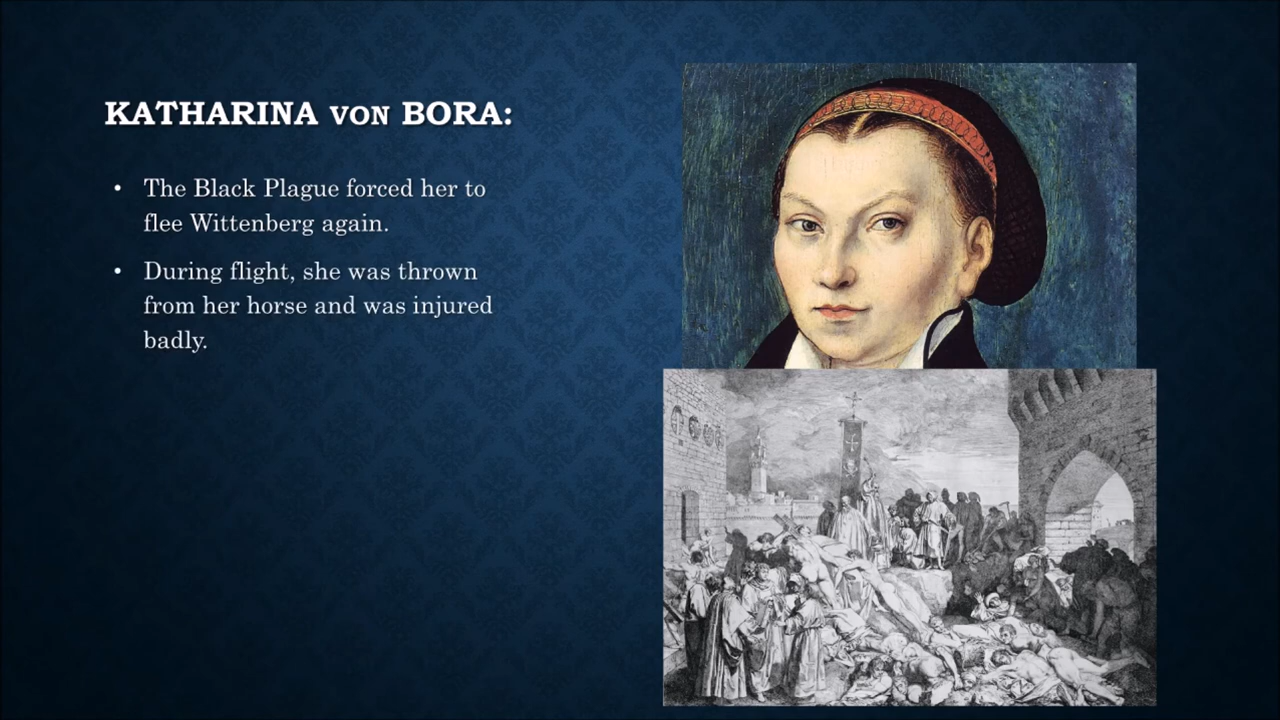 KATHARINA VON BORA:
• The Black Plague forced her to
flee Wittenberg again.
• During flight, she was thrown
from her horse and was injured
badly.